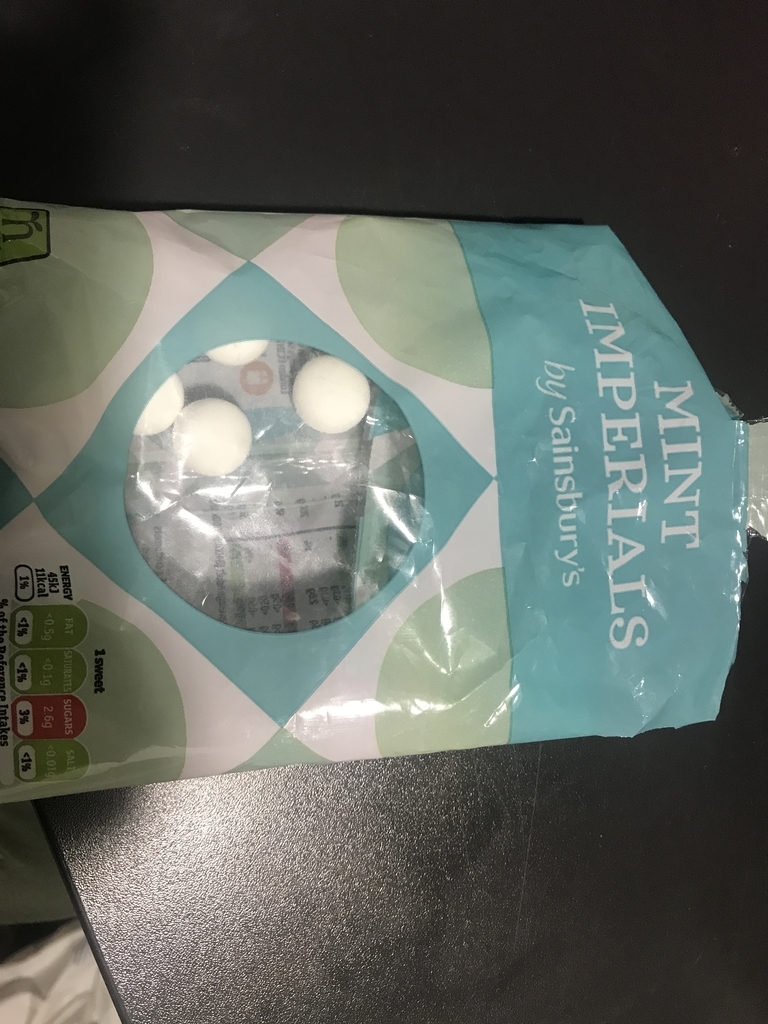 MINT
IMPERIALS
by Sainsbury's
1 sweet
ENERGY
45kJ
11kcal
1%
FAT
<0.5g
<1%
SATURATES
<0.1g
<1%
SUGARS
2.6g
3%
SALT
<0.01g
<1%
% of the Reference Intakes